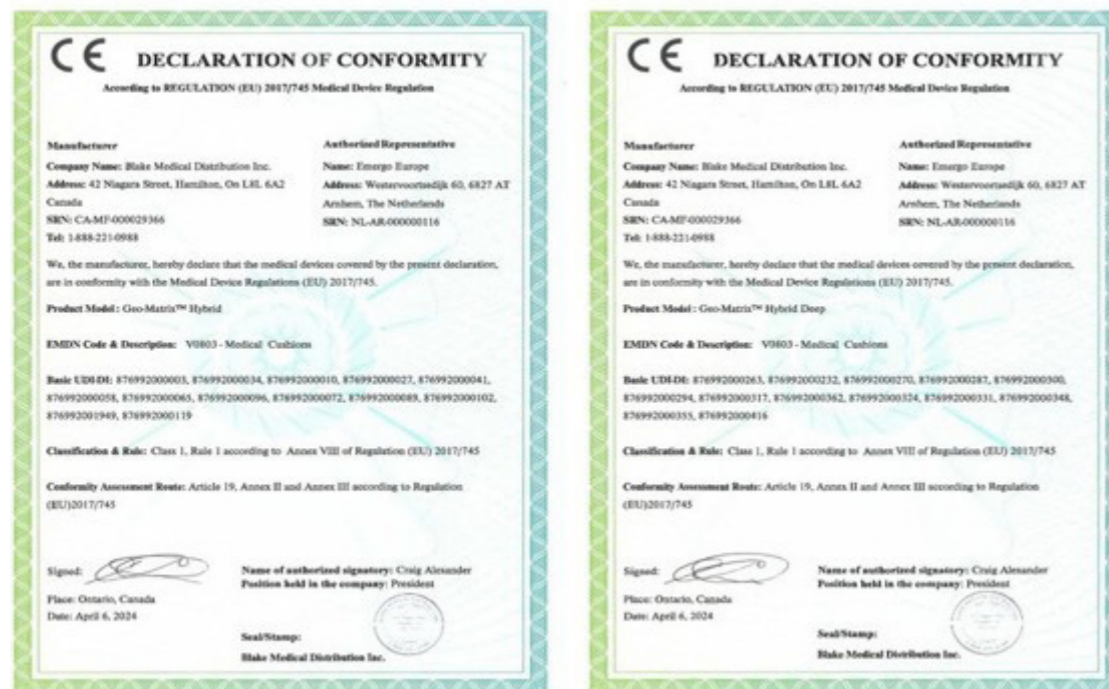 CE DECLARATION OF CONFORMITY
According to REGULATION (EU) 2017/745 Medical Device Regulation
Manufacturer
Company Name: Blake Medical Distribution Inc.
Address: 42 Niagara Street, Hamilton, On L8L 6A2
Canada
SRN: CA-MF-000029366
Tel: 1-888-221-0988
Authorized Representative
Name: Emergo Europe
Address: Westervoortsedijk 60, 6827 AT
Arnhem, The Netherlands
SRN: NL-AR-000000116
We, the manufacturer, hereby declare that the medical devices covered by the present declaration,
are in conformity with the Medical Device Regulations (EU) 2017/745.
Product Model: Geo-Matrix™ Hybrid
EMDN Code & Description: V0803 - Medical Cushions
Basic UDI-DI: 876992000003, 876992000034, 876992000010, 876992000027, 876992000041,
876992000058, 876992000065, 876992000096, 876992000072, 876992000089, 876992000102,
876992001949, 876992000119
Classification & Rule: Class 1, Rule 1 according to Annex VIII of Regulation (EU) 2017/745
Conformity Assessment Route: Article 19, Annex II and Annex III according to Regulation
(EU)2017/745
Signed:
Place: Ontario, Canada
Date: April 6, 2024
Name of authorized signatory: Craig Alexander
Position held in the company: President
Seal/Stamp:
Blake Medical Distribution Inc.
CE DECLARATION OF CONFORMITY
According to REGULATION (EU) 2017/745 Medical Device Regulation
Manufacturer
Company Name: Blake Medical Distribution Inc.
Address: 42 Niagara Street, Hamilton, On L8L 6A2
Canada
SRN: CA-MF-000029366
Tel: 1-888-221-0988
Authorized Representative
Name: Emergo Europe
Address: Westervoortsedijk 60, 6827 AT
Arnhem, The Netherlands
SRN: NL-AR-000000116
We, the manufacturer, hereby declare that the medical devices covered by the present declaration,
are in conformity with the Medical Device Regulations (EU) 2017/745.
Product Model: Geo-Matrix™ Hybrid Deep
EMDN Code & Description: V0803 - Medical Cushions
Basic UDI-DI: 876992000263, 876992000232, 876992000270, 876992000287, 876992000300,
876992000294, 876992000317, 876992000362, 876992000324, 876992000331, 876992000348,
876992000355, 876992000416
Classification & Rule: Class 1, Rule 1 according to Annex VIII of Regulation (EU) 2017/745
Conformity Assessment Route: Article 19, Annex II and Annex III according to Regulation
(EU)2017/745
Signed:
Place: Ontario, Canada
Date: April 6, 2024
Name of authorized signatory: Craig Alexander
Position held in the company: President
Seal/Stamp:
Blake Medical Distribution Inc.